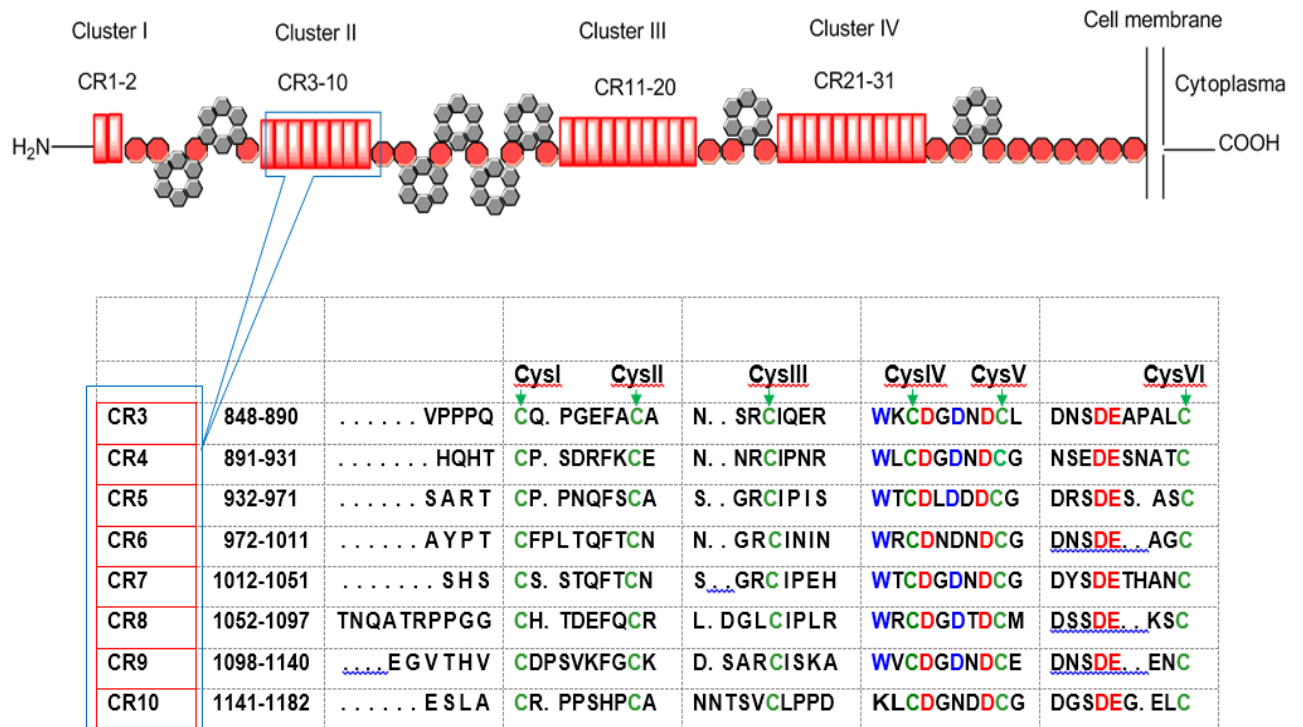 Cluster I Cluster II Cluster III Cluster IV Cell membrane
CR1-2 CR3-10 CR11-20 CR21-31 Cytoplasma
H₂N COOH
CysI CysII CysIII CysIV CysV CysVI
CR3 848-890 ......VPPPQ CQ. PGEFACA N.. SRCIQER WKCDGDNDCL DNSDEAPALC
CR4 891-931 .......HQHT CP. SDRFKCE N.. NRCIPNR WLCDGDNDCG NSEDESNATC
CR5 932-971 ......SART CP. PNQFSCA S.. GRCIPIS WTCDLDDDCG DRSDES. ASC
CR6 972-1011 ......AYPT CFPLTQFTCN N.. GRCININ WRCDNDNDCG DNSDE.. AGC
CR7 1012-1051 .......SHS CS. STQFTCN S...GRCIPEH WTCDGDNDCG DYSDETHANC
CR8 1052-1097 TNQATRPPGG CH. TDEFQCR L. DGLCIPLR WRCDGDTDCM DSSDE.. KSC
CR9 1098-1140 ....EGVTHV CDPSVKFGCK D. SARCISKA WVCDGDNDCE DNSDE.. ENC
CR10 1141-1182 ......ESLA CR. PPSHPCA NNTSVCLPPD KLCDGNDDCG DGSDEG. ELC